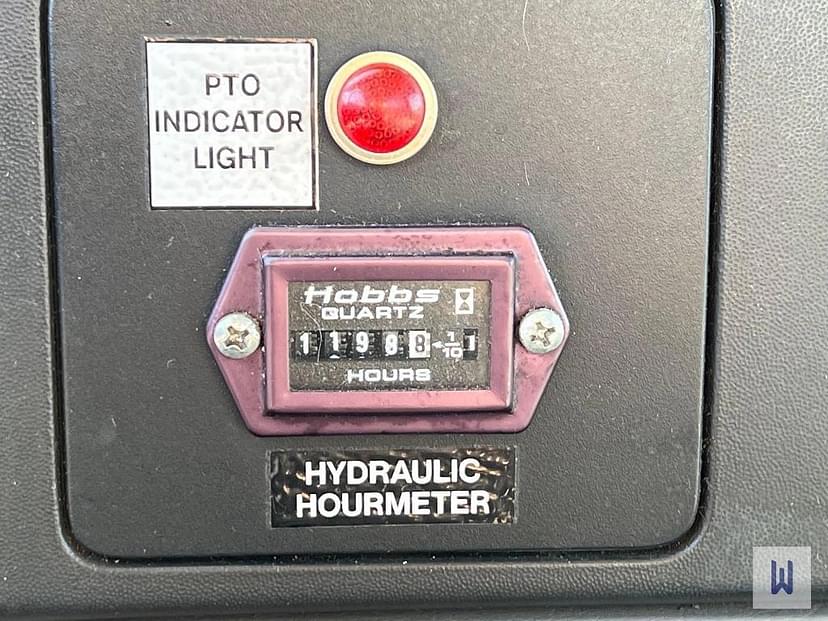 PTO
INDICATOR
LIGHT
Hobbs
QUARTZ
11988 1/10 1
HOURS
HYDRAULIC
HOURMETER
W